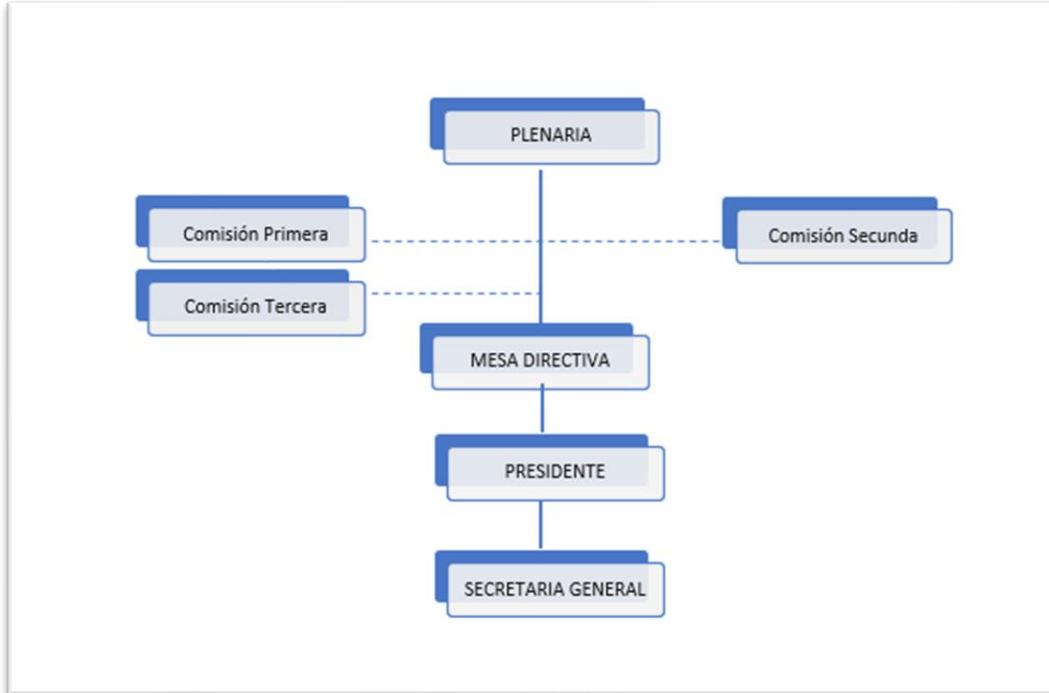 PLENARIA
Comisión Primera
Comisión Secunda
Comisión Tercera
MESA DIRECTIVA
PRESIDENTE
SECRETARIA GENERAL